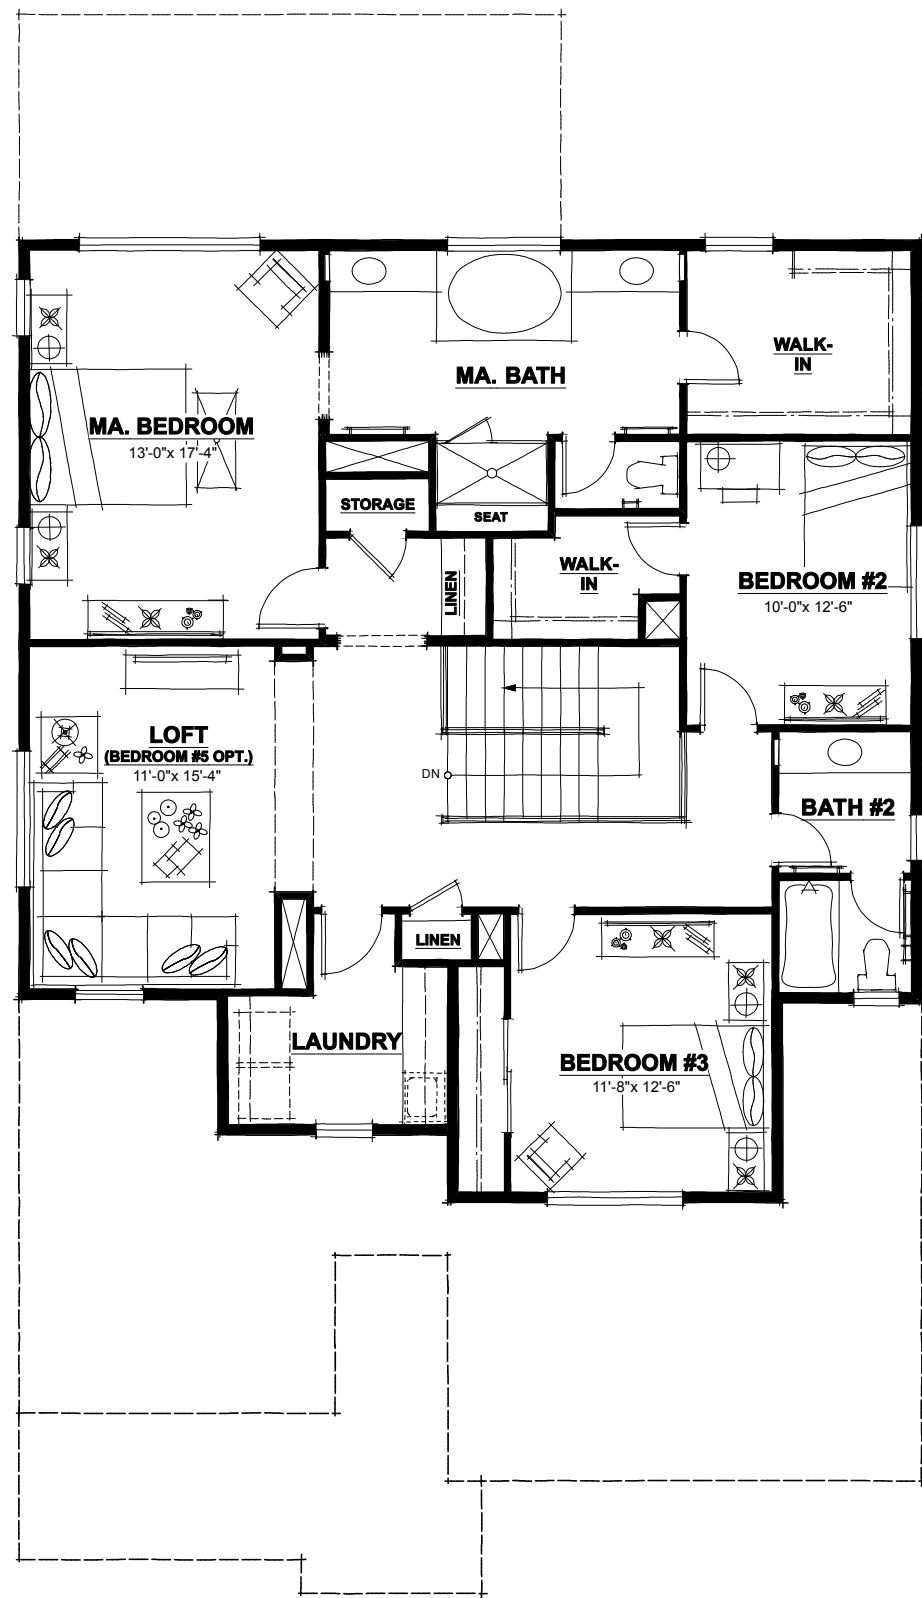 WALK-
IN
MA. BATH
MA. BEDROOM
13'-0"x 17'-4"
STORAGE
SEAT
WALK-
IN
LINEN
BEDROOM #2
10'-0"x 12'-6"
LOFT
(BEDROOM #5 OPT.)
11'-0"x 15'-4"
DN
BATH #2
LINEN
LAUNDRY
BEDROOM #3
11'-8"x 12'-6"